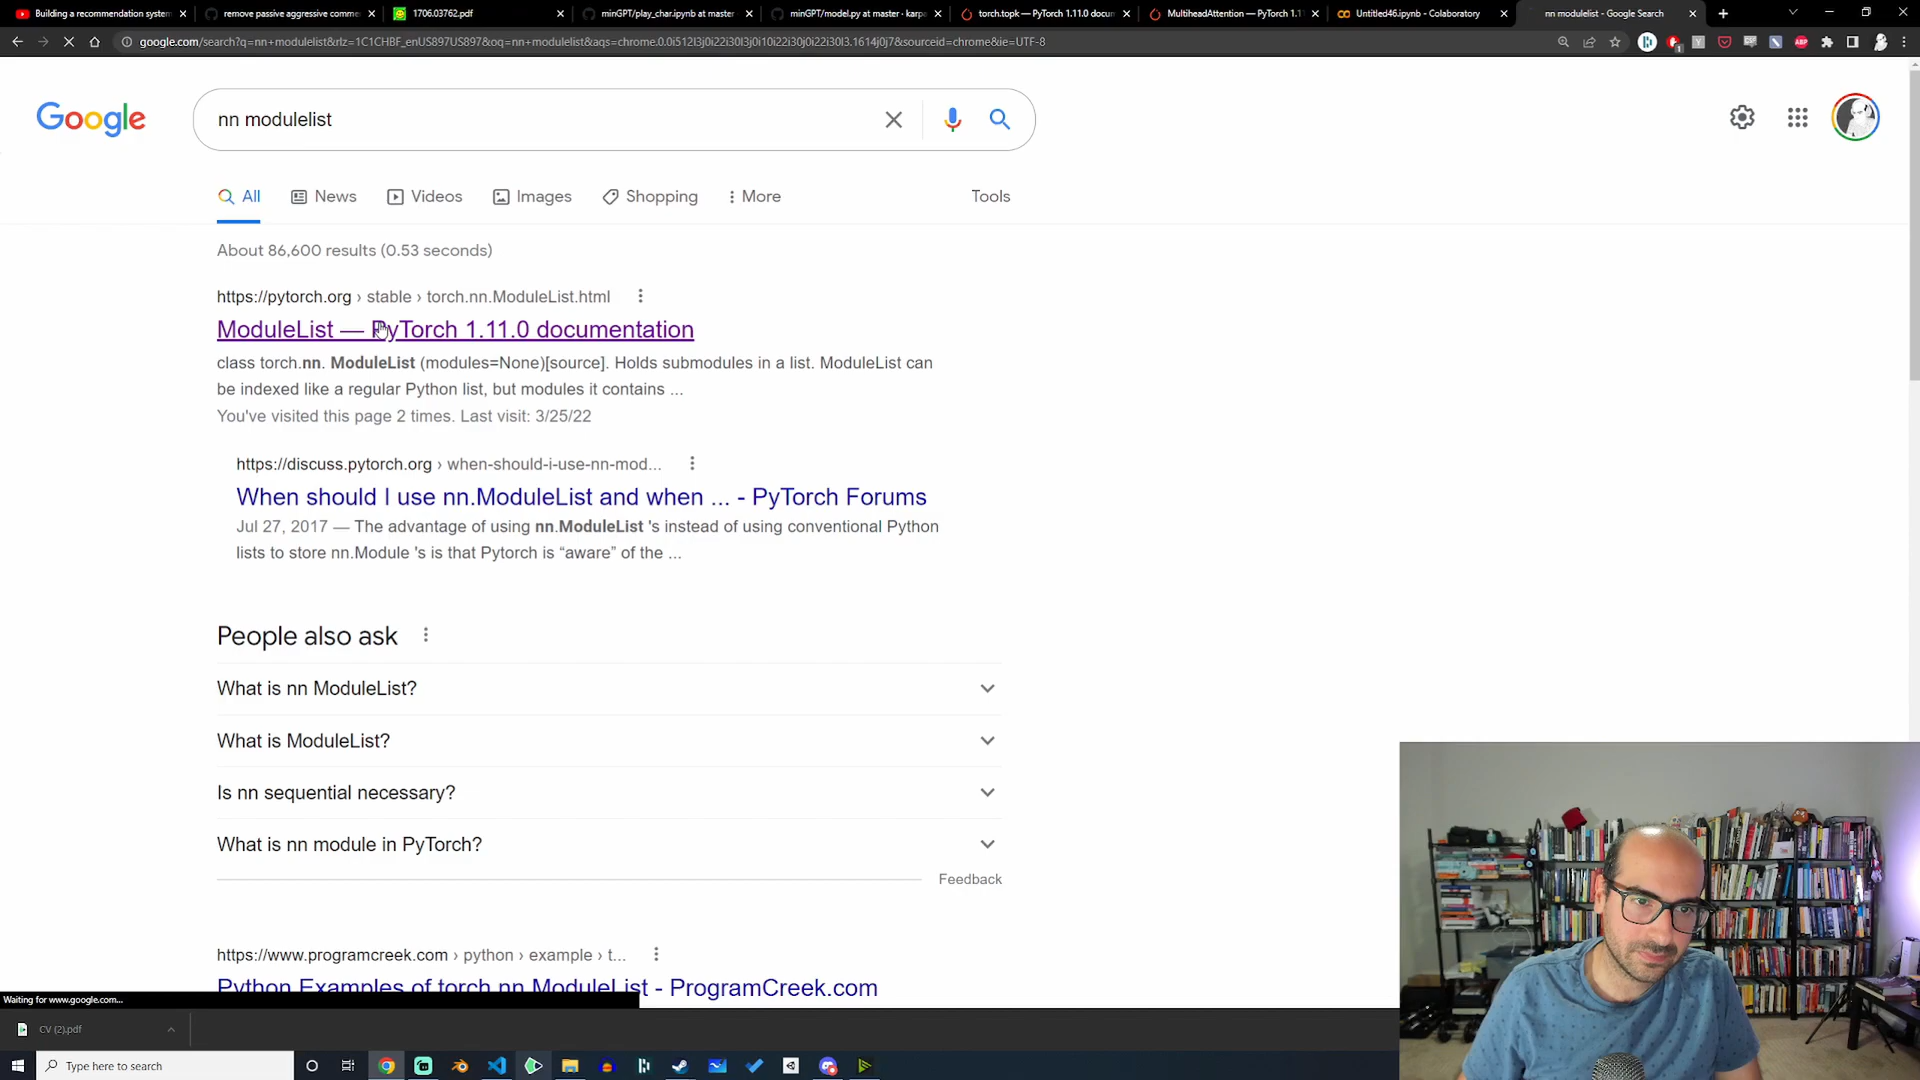 Building a recommendation system
remove passive aggressive comme
1706.03762.pdf
minGPT/play_char.ipynb at master
minGPT/model.py at master · karpa
torch.topk — PyTorch 1.11.0 docun
MultiheadAttention — PyTorch 1.1
Untitled46.ipynb - Colaboratory
nn modulelist - Google Search
google.com/search?q=nn+modulelist&rlz=1C1CHBF_enUS897US897&oq=nn+modulelist&aqs=chrome.0.0i512l3j0i22i30l3j0i10i22i30j0i22i30l3.1614j0j7&sourceid=chrome&ie=UTF-8
Google
nn modulelist
All
News
Videos
Images
Shopping
More
Tools
About 86,600 results (0.53 seconds)
https://pytorch.org › stable › torch.nn.ModuleList.html
ModuleList — PyTorch 1.11.0 documentation
class torch.nn. ModuleList (modules=None)[source]. Holds submodules in a list. ModuleList can
be indexed like a regular Python list, but modules it contains ...
You've visited this page 2 times. Last visit: 3/25/22
https://discuss.pytorch.org › when-should-i-use-nn-mod...
When should I use nn.ModuleList and when ... - PyTorch Forums
Jul 27, 2017 — The advantage of using nn.ModuleList 's instead of using conventional Python
lists to store nn.Module 's is that Pytorch is “aware” of the ...
People also ask
What is nn ModuleList?
What is ModuleList?
Is nn sequential necessary?
What is nn module in PyTorch?
Feedback
https://www.programcreek.com › python › example › t...
Python Examples of torch.nn.ModuleList - ProgramCreek.com
Waiting for www.google.com...
CV (2).pdf
Type here to search